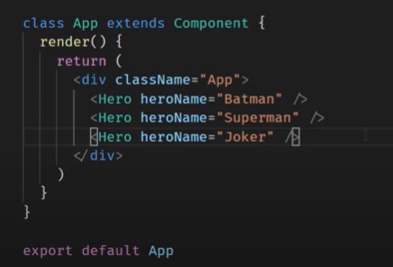 class App extends Component {
  render() {
    return (
      <div className="App">
        <Hero heroName="Batman" />
        <Hero heroName="Superman" />
        <Hero heroName="Joker" />
      </div>
    )
  }
}

export default App